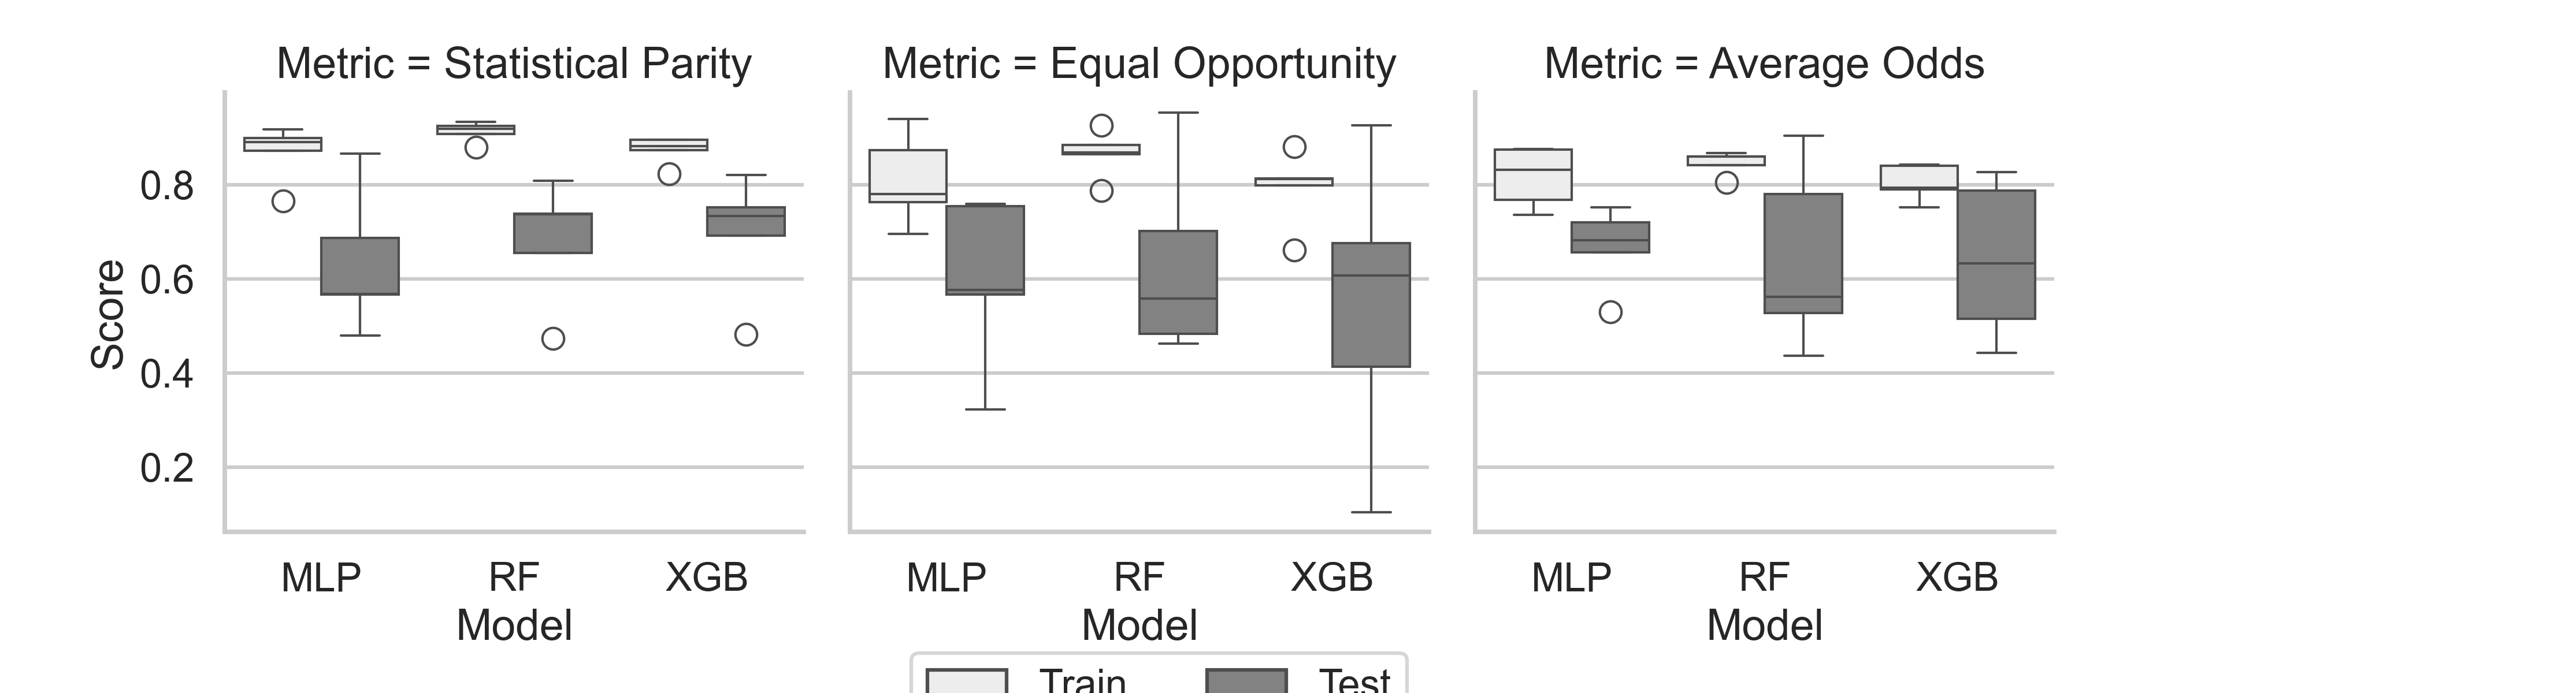 Metric = Statistical Parity
Metric = Equal Opportunity
Metric = Average Odds
Score
0.8
0.6
0.4
0.2
MLP RF XGB
MLP RF XGB
MLP RF XGB
Model
Model
Model
Train Test